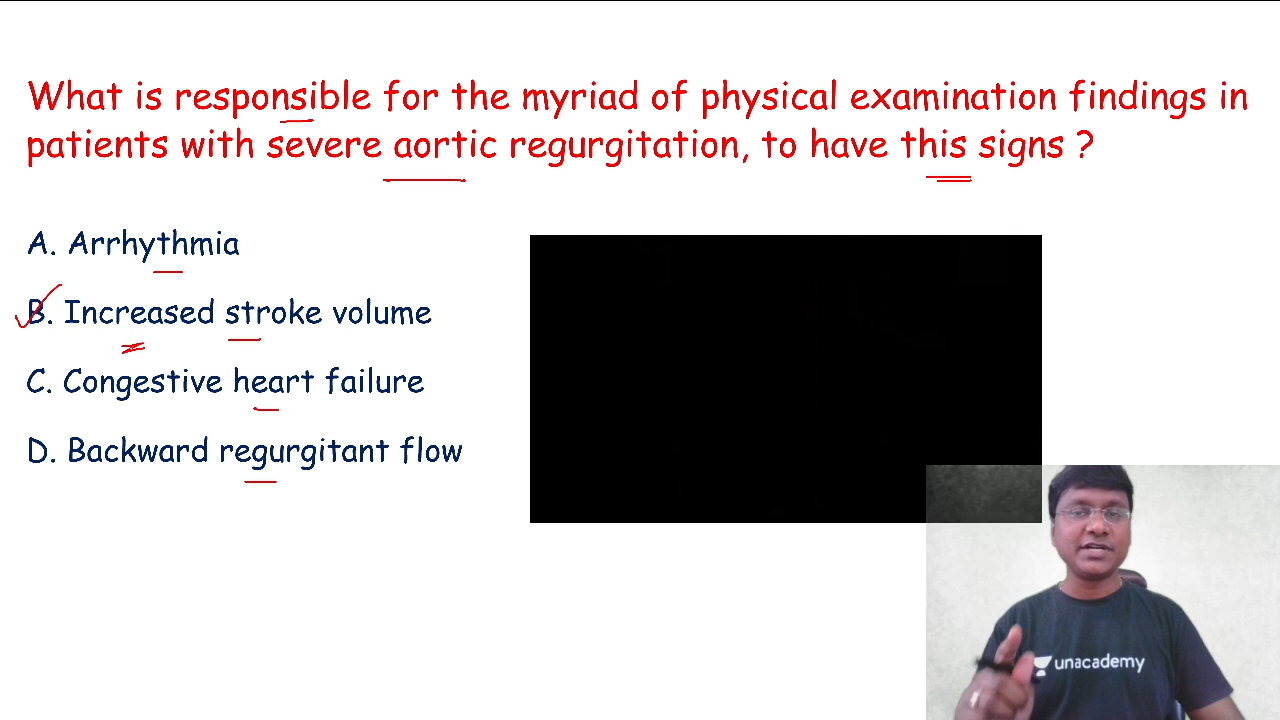 What is responsible for the myriad of physical examination findings in
patients with severe aortic regurgitation, to have this signs ?
A. Arrhythmia
B. Increased stroke volume
C. Congestive heart failure
D. Backward regurgitant flow
unacademy